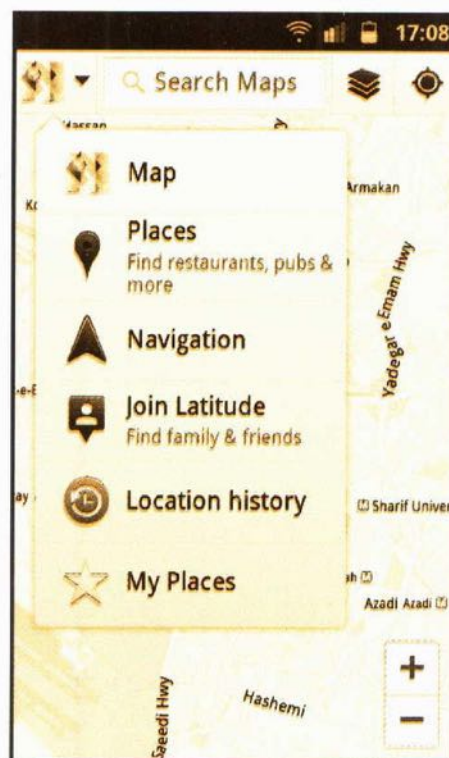 17:08
Search Maps
Hassan
Armakan
Map
Places
Find restaurants, pubs &
more
Yadegar e Emam Hwy
Navigation
Join Latitude
Find family & friends
Location history
Sharif Univer
My Places
Azadi Azadi
+
−
Saeedi Hwy
Hashemi